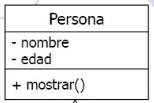 Persona
- nombre
- edad
+ mostrar()